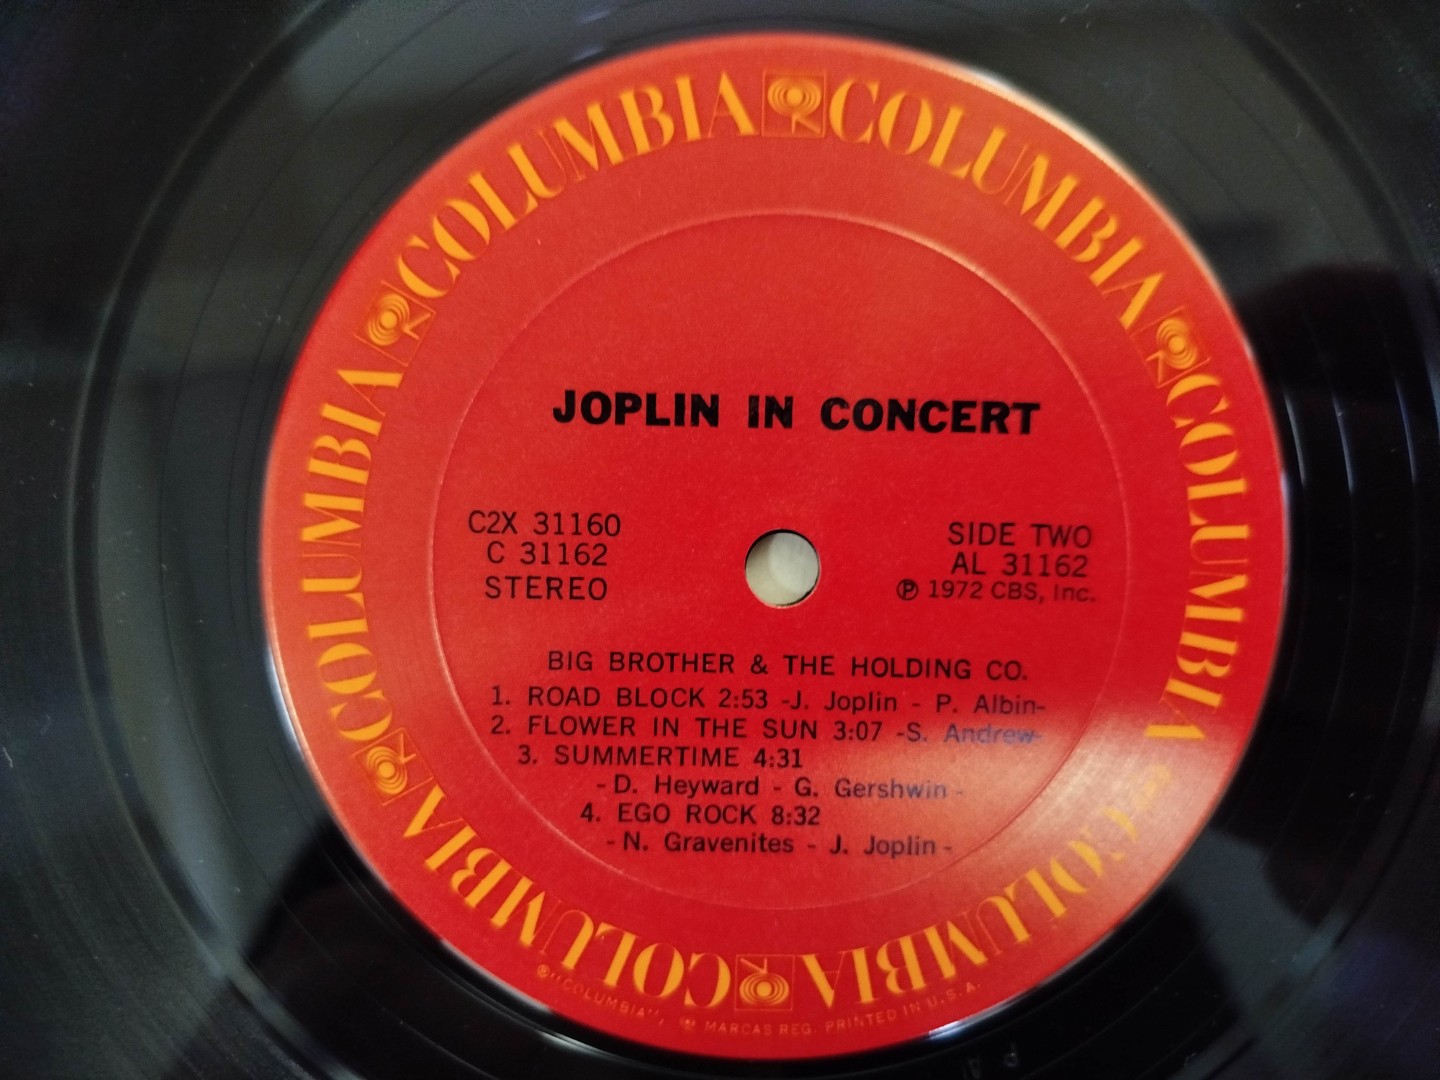 COLUMBIA COLUMBIA COLUMBIA COLUMBIA COLUMBIA COLUMBIA
JOPLIN IN CONCERT
C2X 31160
C 31162
STEREO
SIDE TWO
AL 31162
℗ 1972 CBS, Inc.
BIG BROTHER & THE HOLDING CO.
1. ROAD BLOCK 2:53 -J. Joplin - P. Albin-
2. FLOWER IN THE SUN 3:07 -S. Andrew-
3. SUMMERTIME 4:31
- D. Heyward - G. Gershwin -
4. EGO ROCK 8:32
- N. Gravenites - J. Joplin -
®"COLUMBIA", MARCAS REG. PRINTED IN U.S.A.